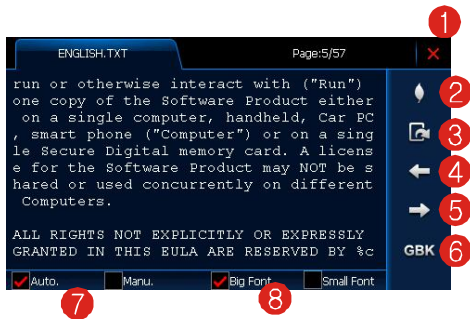 1
ENGLISH.TXT Page:5/57
run or otherwise interact with ("Run")
one copy of the Software Product either
on a single computer, handheld, Car PC
, smart phone ("Computer") or on a sing
le Secure Digital memory card. A licens
e for the Software Product may NOT be s
hared or used concurrently on different
Computers.
ALL RIGHTS NOT EXPLICITLY OR EXPRESSLY
GRANTED IN THIS EULA ARE RESERVED BY %c
2
3
4
5
GBK 6
Auto. Manu. Big Font Small Font
7 8